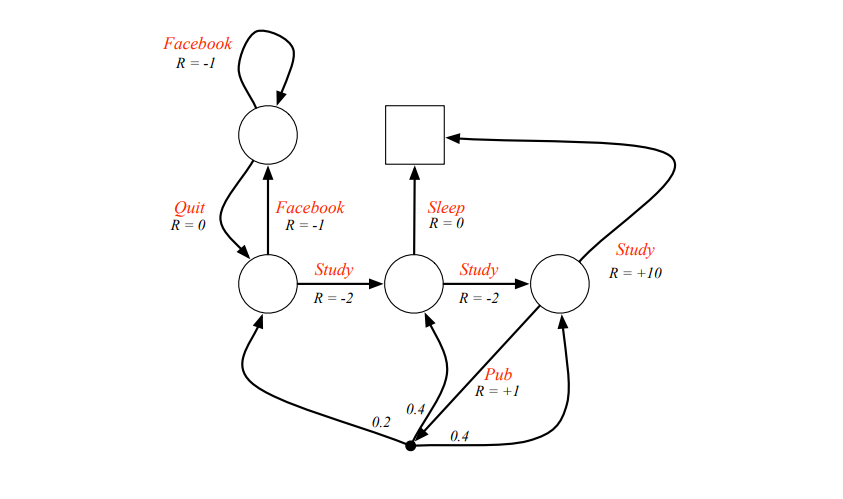 Facebook
R = -1
Quit
R = 0
Facebook
R = -1
Sleep
R = 0
Study
R = -2
Study
R = -2
Study
R = +10
Pub
R = +1
0.2
0.4
0.4